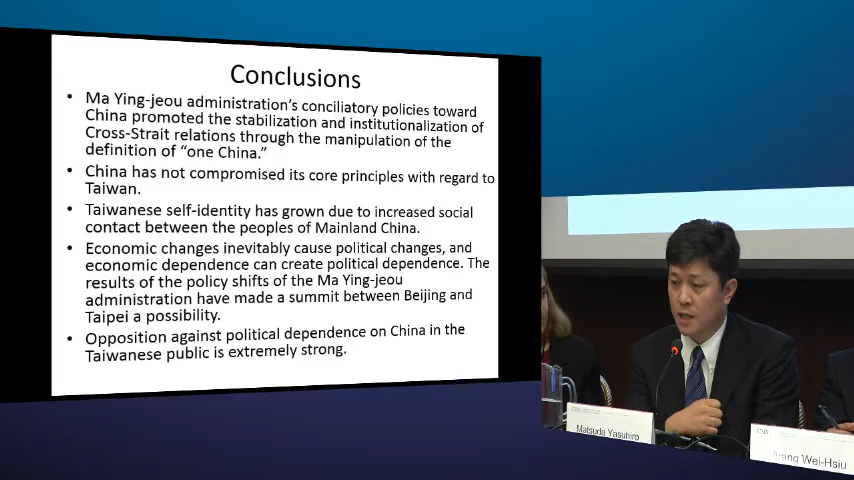 Conclusions
• Ma Ying-jeou administration's conciliatory policies toward
China promoted the stabilization and institutionalization of
Cross-Strait relations through the manipulation of the
definition of "one China."
• China has not compromised its core principles with regard to
Taiwan.
• Taiwanese self-identity has grown due to increased social
contact between the peoples of Mainland China.
• Economic changes inevitably cause political changes, and
economic dependence can create political dependence. The
results of the policy shifts of the Ma Ying-jeou
administration have made a summit between Beijing and
Taipei a possibility.
• Opposition against political dependence on China in the
Taiwanese public is extremely strong.
Matsuda Yasuhiro
Wei-Hsiu